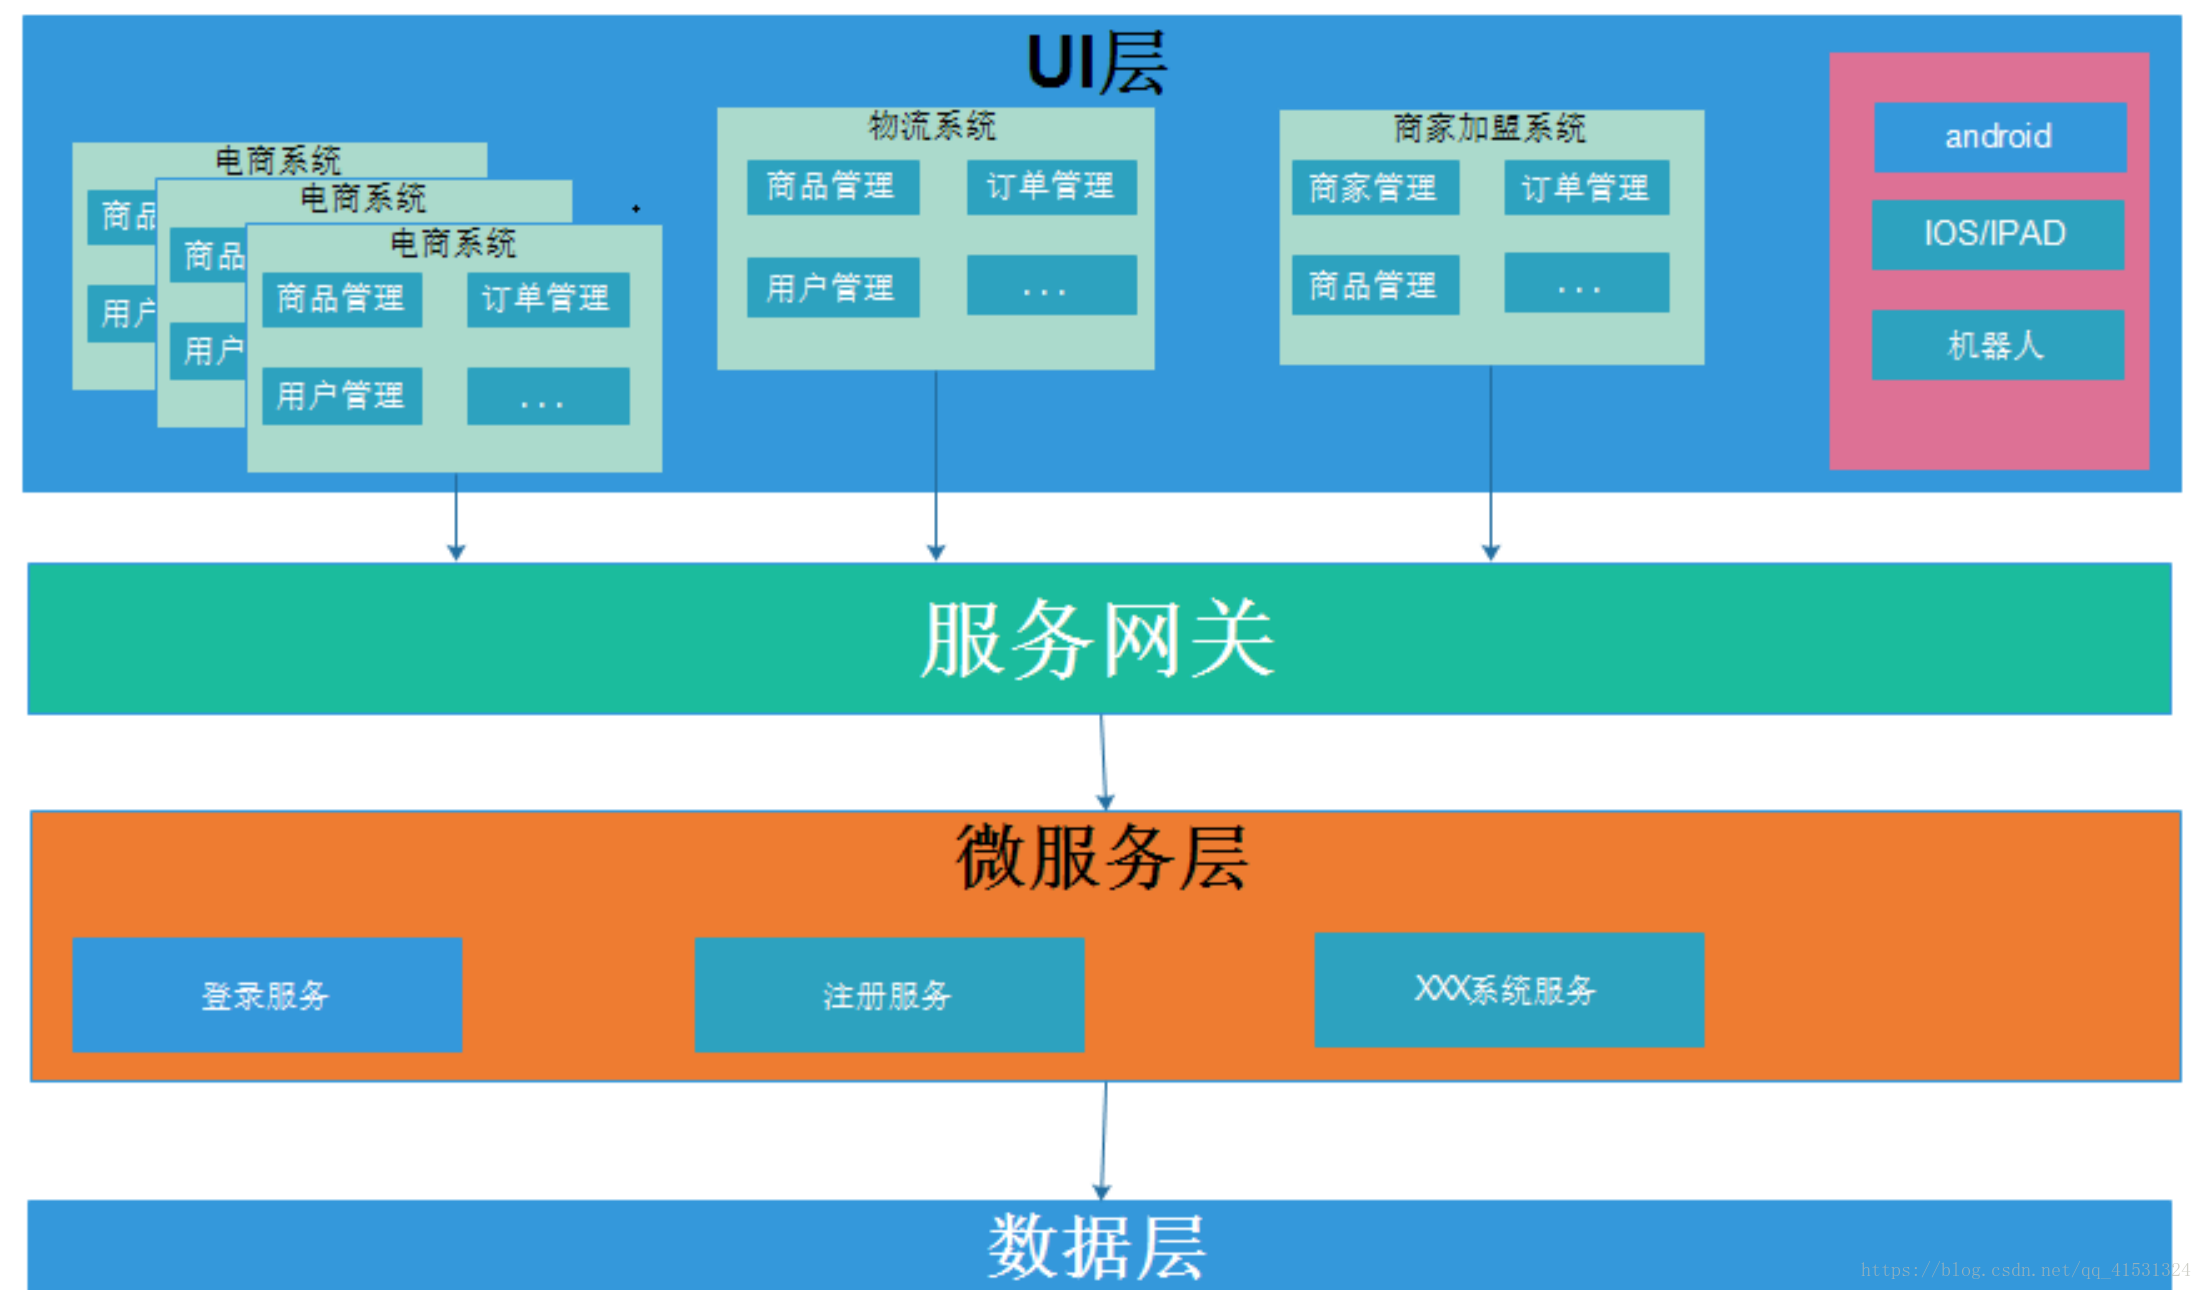 UI层
电商系统
商品
用户
电商系统
商品
用户
电商系统
商品管理 订单管理
用户管理 ...
物流系统
商品管理 订单管理
用户管理 ...
商家加盟系统
商家管理 订单管理
商品管理 ...
android
IOS/IPAD
机器人
服务网关
微服务层
登录服务 注册服务 XXX系统服务
数据层
https://blog.csdn.net/qq_41531324